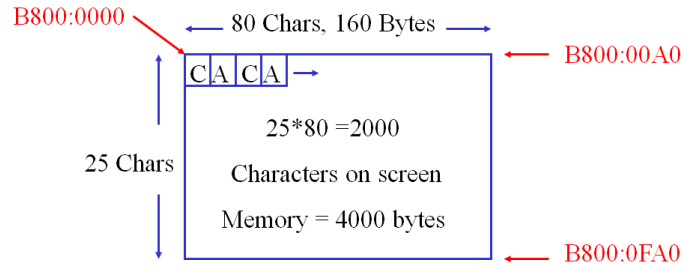 B800:0000
80 Chars, 160 Bytes
B800:00A0
C A C A
25*80 =2000
25 Chars
Characters on screen
Memory = 4000 bytes
B800:0FA0